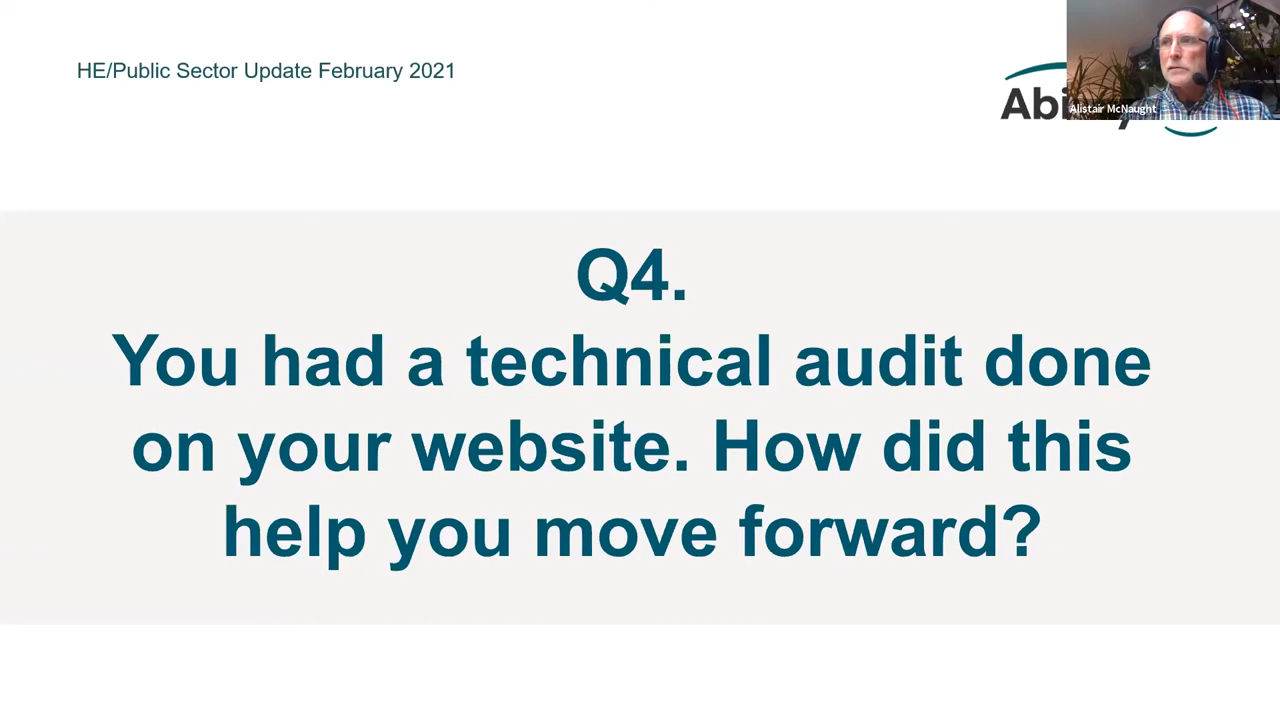 HE/Public Sector Update February 2021
Alistair McNaught
Q4.
You had a technical audit done
on your website. How did this
help you move forward?